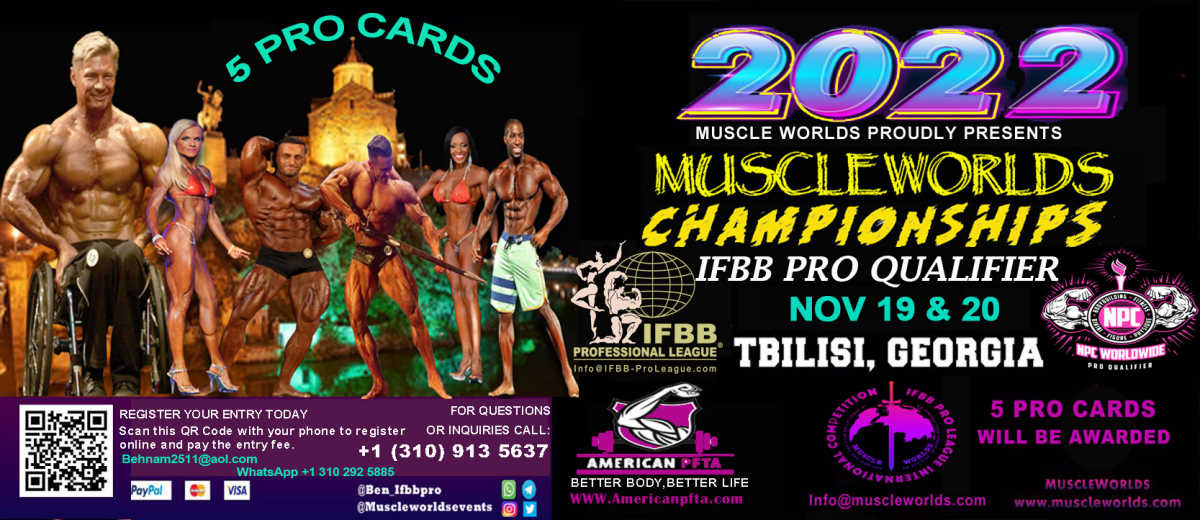 5 PRO CARDS
2022
MUSCLE WORLDS PROUDLY PRESENTS
MUSCLEWORLDS
CHAMPIONSHIPS
IFBB PRO QUALIFIER
NOV 19 & 20
TBILISI, GEORGIA
IFBB
PROFESSIONAL LEAGUE®
Info@IFBB-ProLeague.com
BODYBUILDING · FITNESS
NPC
NPC WORLDWIDE
PRO QUALIFIER
REGISTER YOUR ENTRY TODAY
Scan this QR Code with your phone to register
online and pay the entry fee.
Behnam2511@aol.com
WhatsApp +1 310 292 5885
FOR QUESTIONS
OR INQUIRIES CALL:
+1 (310) 913 5637
PayPal
VISA
@Ben_Ifbbpro
@Muscleworldsevents
AMERICAN PFTA
BETTER BODY,BETTER LIFE
WWW.Americanpfta.com
IFBB PRO LEAGUE INTERNATIONAL COMPETITION
MUSCLE WORLDS
Info@muscleworlds.com
5 PRO CARDS
WILL BE AWARDED
MUSCLEWORLDS
www.muscleworlds.com